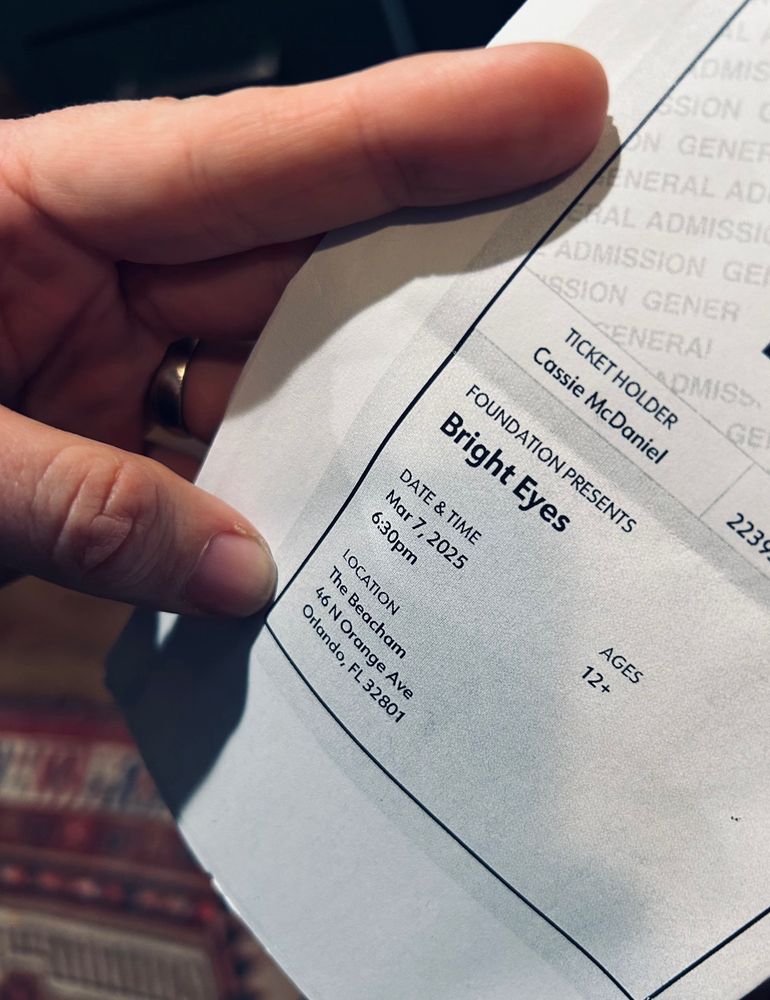 GENERAL ADMISSION
ADMISSION
TICKET HOLDER
Cassie McDaniel
FOUNDATION PRESENTS
Bright Eyes
DATE & TIME
Mar 7, 2025
6:30pm
LOCATION
The Beacham
46 N Orange Ave
Orlando, FL 32801
AGES
12+